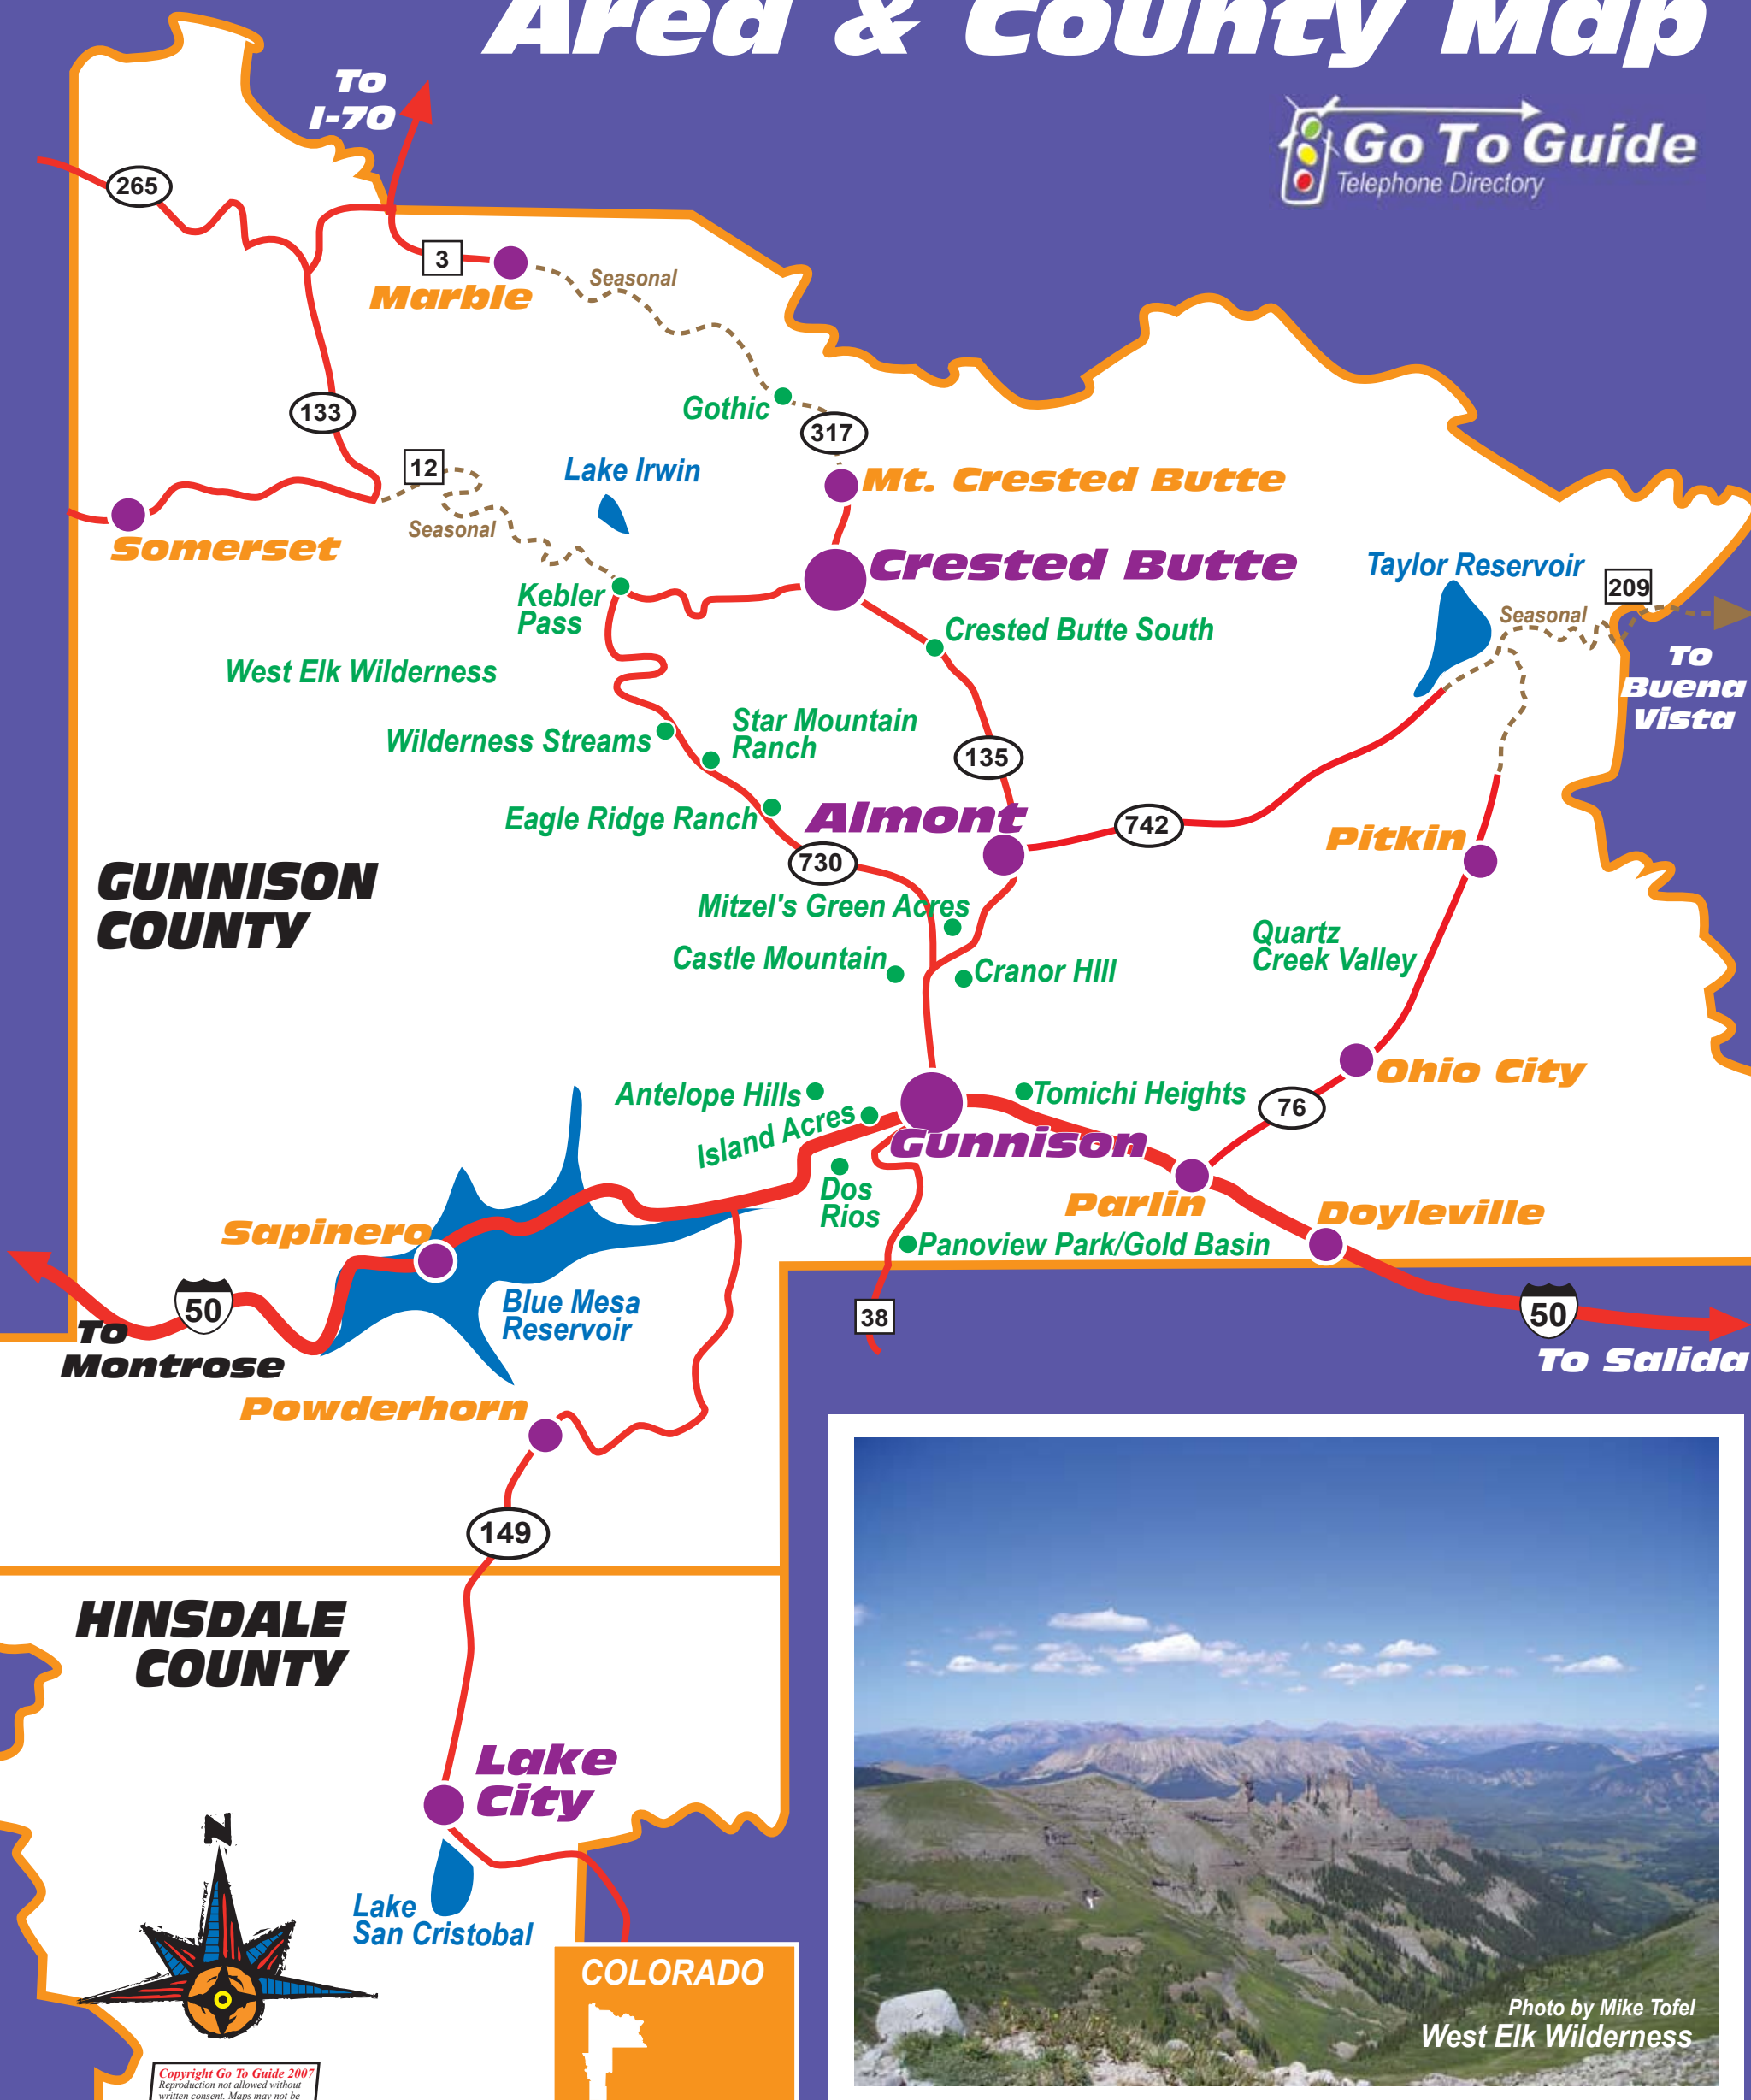 Area & County Map
To
I-70
Go To Guide
Telephone Directory
265
3
Marble
Seasonal
133
Gothic
317
12
Lake Irwin
Mt. Crested Butte
Seasonal
Somerset
Crested Butte
Taylor Reservoir
209
Kebler
Pass
Seasonal
Crested Butte South
To
Buena
Vista
West Elk Wilderness
Wilderness Streams
Star Mountain
Ranch
135
Eagle Ridge Ranch
Almont
742
Pitkin
730
GUNNISON
COUNTY
Mitzel's Green Acres
Quartz
Creek Valley
Castle Mountain
Cranor HIll
Ohio City
Antelope Hills
Tomichi Heights
76
Island Acres
Gunnison
Dos
Rios
Parlin
Doyleville
Sapinero
Panoview Park/Gold Basin
50
Blue Mesa
Reservoir
38
50
To
Montrose
To Salida
Powderhorn
149
HINSDALE
COUNTY
Lake
City
N
Lake
San Cristobal
COLORADO
Photo by Mike Tofel
West Elk Wilderness
Copyright Go To Guide 2007
Reproduction not allowed without
written consent. Maps may not be